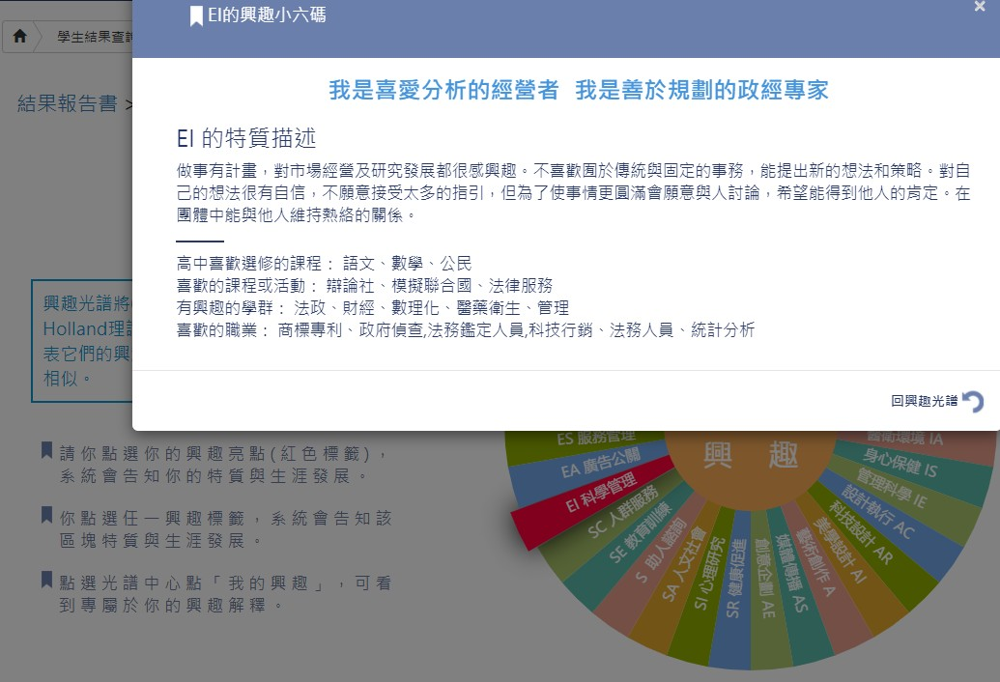 EI的興趣小六碼
×
學生結果查詢
結果報告書 >
我是喜愛分析的經營者 我是善於規劃的政經專家
EI 的特質描述
做事有計畫，對市場經營及研究發展都很感興趣。不喜歡囿於傳統與固定的事務，能提出新的想法和策略。對自
己的想法很有自信，不願意接受太多的指引，但為了使事情更圓滿會願意與人討論，希望能得到他人的肯定。在
團體中能與他人維持熱絡的關係。
高中喜歡選修的課程： 語文、數學、公民
喜歡的課程或活動： 辯論社、模擬聯合國、法律服務
有興趣的學群： 法政、財經、數理化、醫藥衛生、管理
喜歡的職業： 商標專利、政府偵查,法務鑑定人員,科技行銷、法務人員、統計分析
回興趣光譜
興趣光譜將
Holland理
表它們的興
相似。
請你點選你的興趣亮點(紅色標籤)，
系統會告知你的特質與生涯發展。
你點選任一興趣標籤，系統會告知該
區塊特質與生涯發展。
點選光譜中心點「我的興趣」，可看
到專屬於你的興趣解釋。
興 趣
ES 服務管理
EA 廣告公關
EI 科學管理
SC 人群服務
SE 教育訓練
S 助人諮詢
SA 人文社會
SI 心理研究
SR 健康促進
AE 創意企劃
AS 媒體傳播
A 藝術創作
AI 美學設計
AR 科技設計
AC 設計執行
IE 管理科學
IS 身心保健
IA 醫衛環境